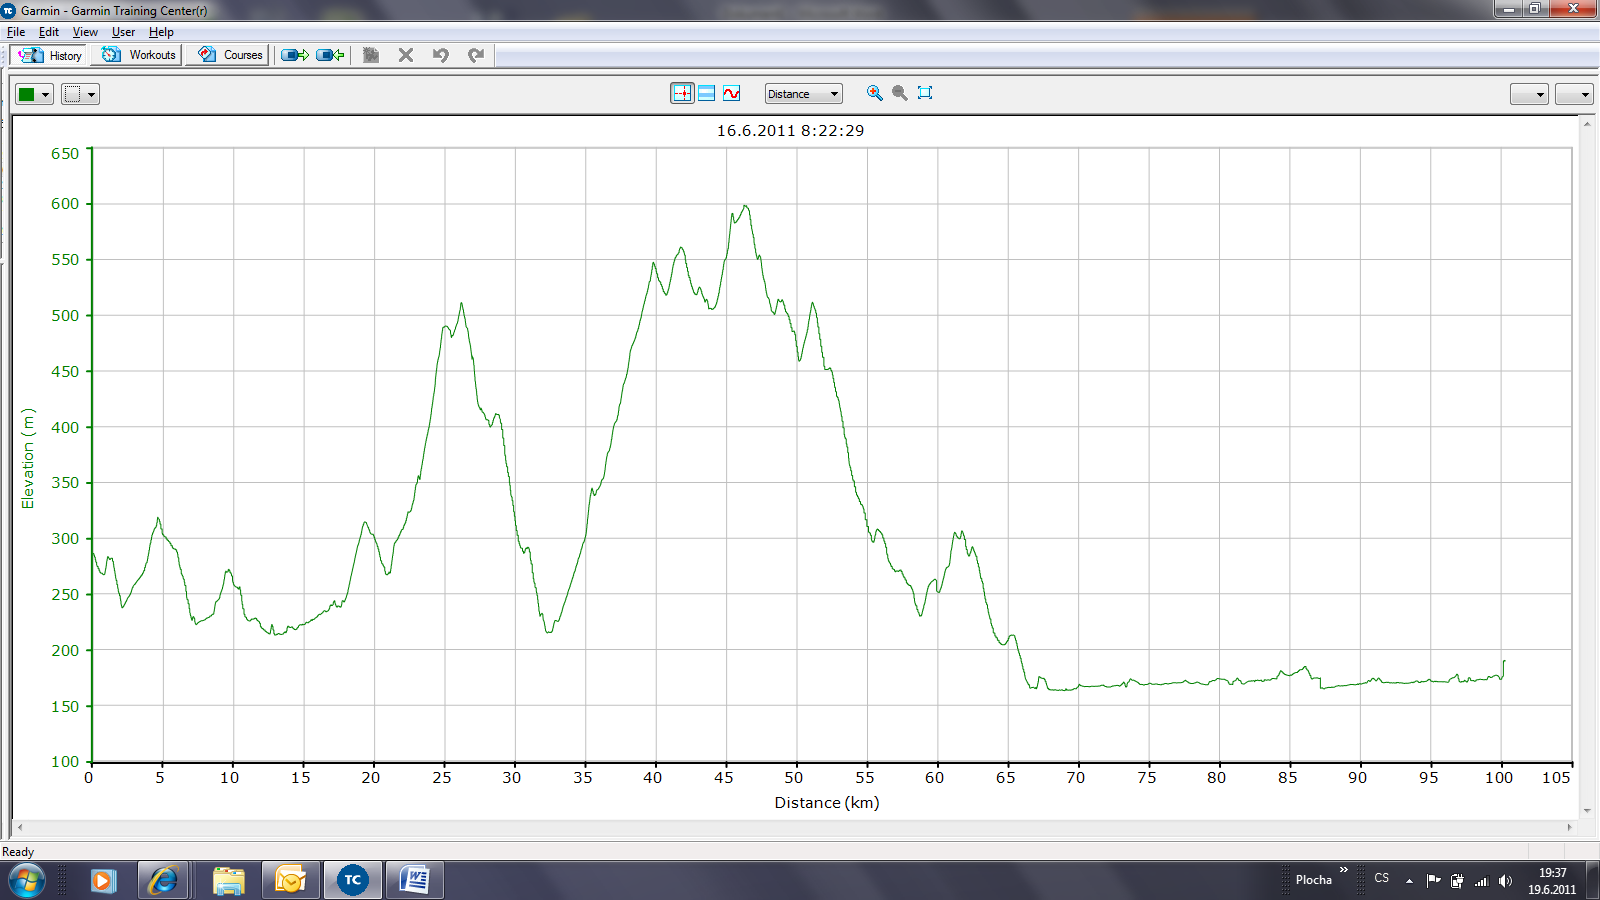 Garmin - Garmin Training Center(r)
File Edit View User Help
History Workouts Courses
Distance
16.6.2011 8:22:29
650
600
550
500
450
400
350
300
250
200
150
100
Elevation (m)
0 5 10 15 20 25 30 35 40 45 50 55 60 65 70 75 80 85 90 95 100 105
Distance (km)
Ready
TC
Plocha » CS 19:37
19.6.2011